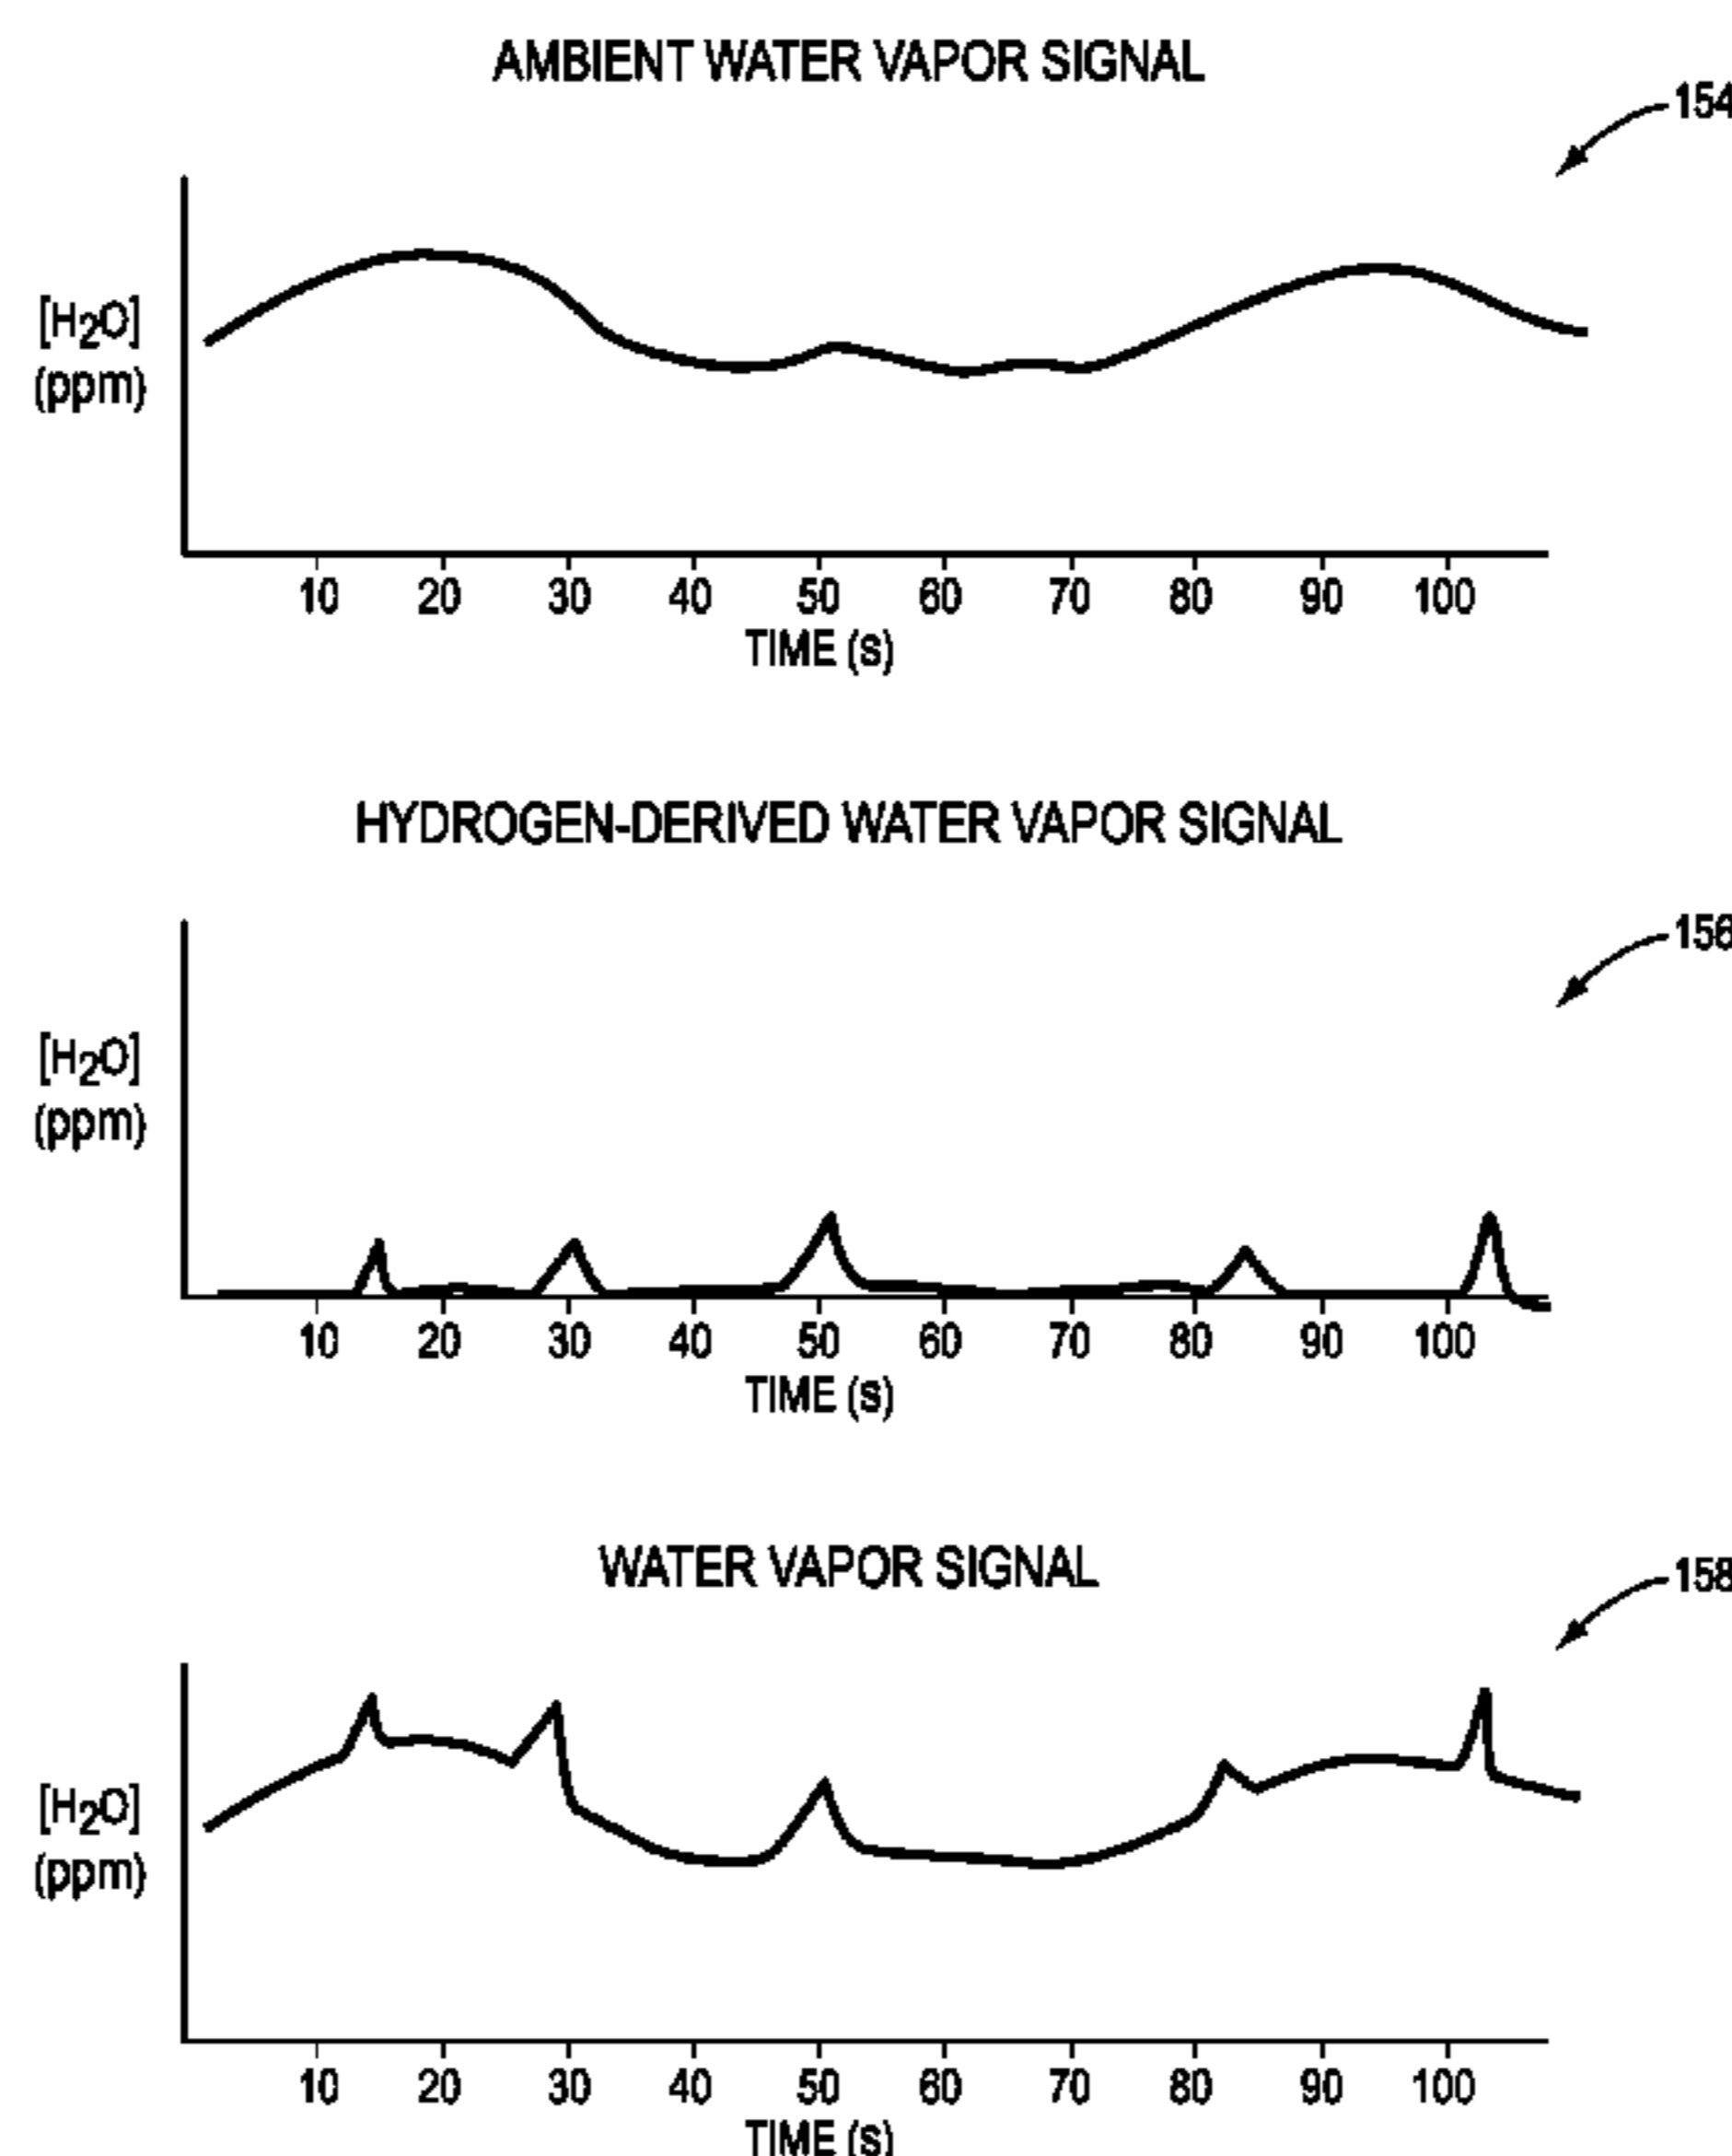 AMBIENT WATER VAPOR SIGNAL
154
[H2O]
(ppm)
10 20 30 40 50 60 70 80 90 100
TIME (s)
HYDROGEN-DERIVED WATER VAPOR SIGNAL
156
[H2O]
(ppm)
10 20 30 40 50 60 70 80 90 100
TIME (s)
WATER VAPOR SIGNAL
158
[H2O]
(ppm)
10 20 30 40 50 60 70 80 90 100
TIME (s)